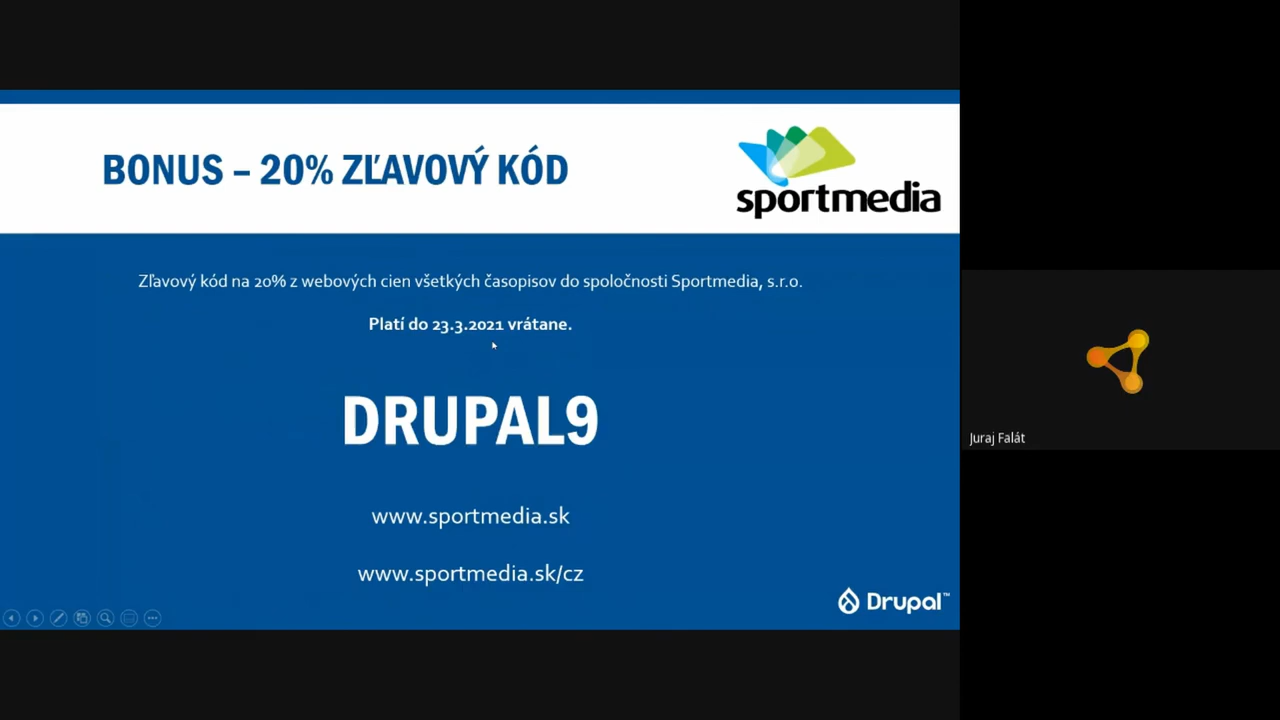 BONUS – 20% ZĽAVOVÝ KÓD
sportmedia
Zľavový kód na 20% z webových cien všetkých časopisov do spoločnosti Sportmedia, s.r.o.
Platí do 23.3.2021 vrátane.
DRUPAL9
www.sportmedia.sk
www.sportmedia.sk/cz
Drupal™
Juraj Falát